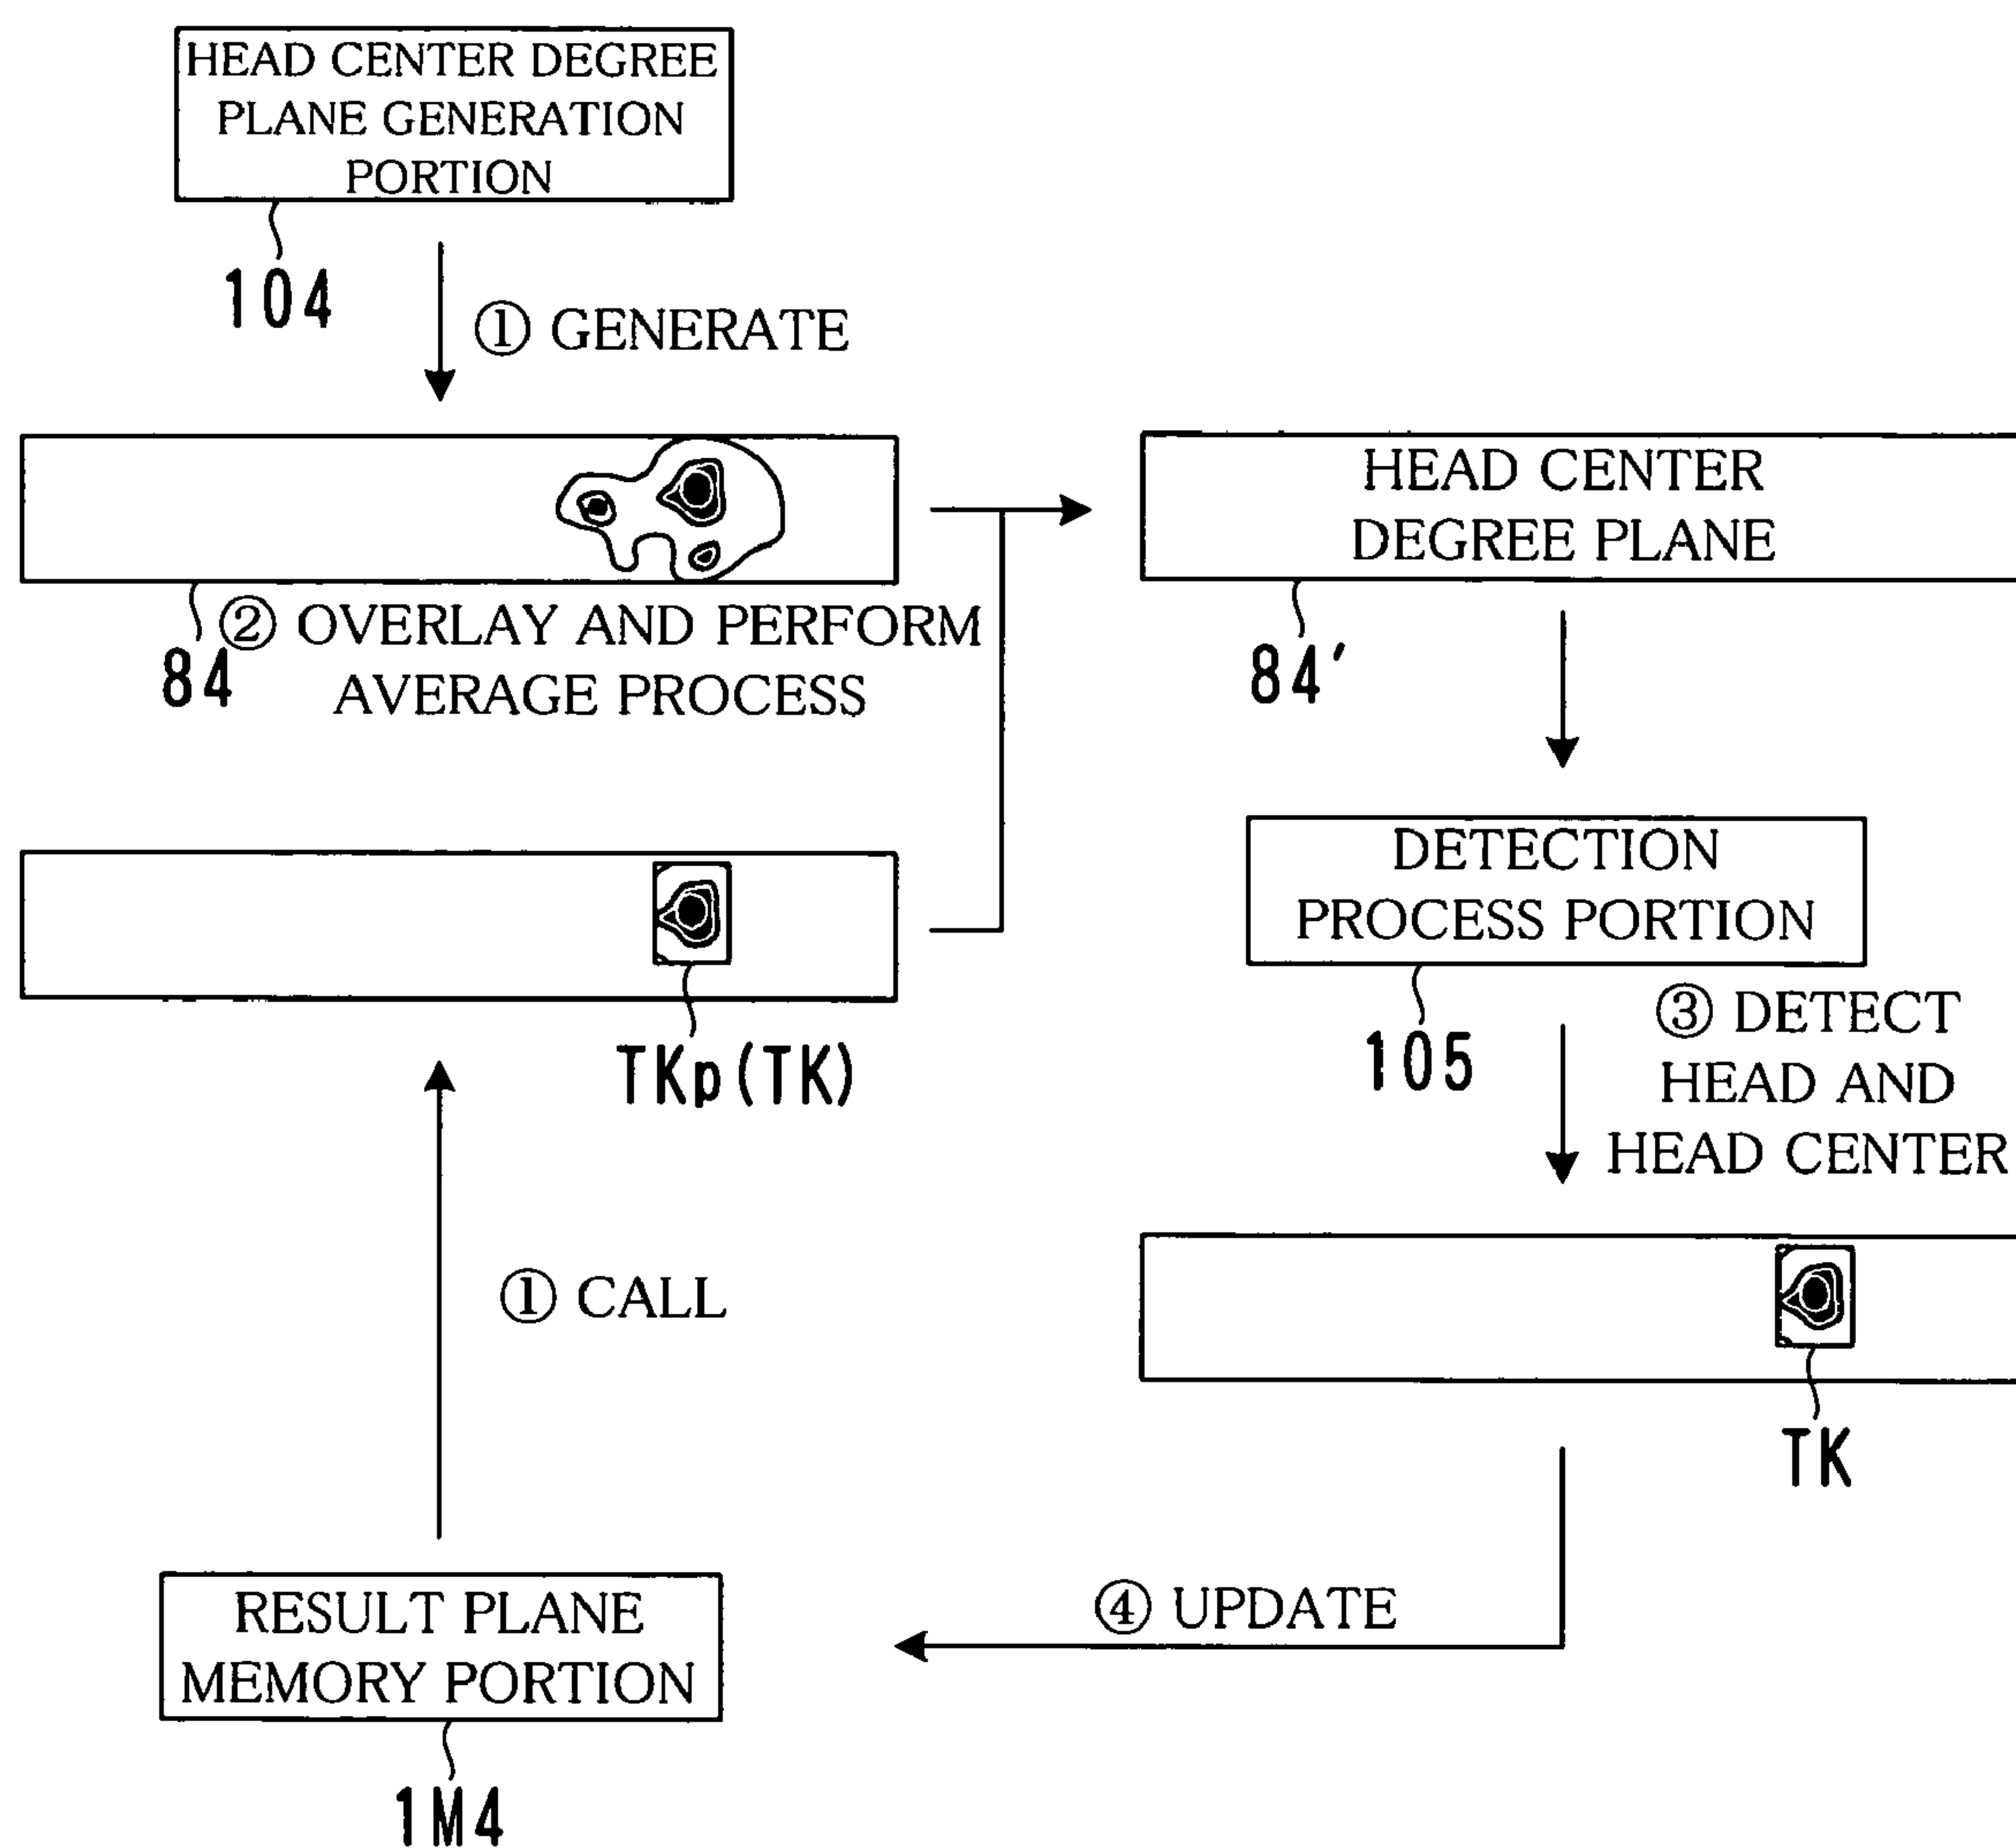 HEAD CENTER DEGREE
PLANE GENERATION
PORTION
104
① GENERATE
84
② OVERLAY AND PERFORM
AVERAGE PROCESS
HEAD CENTER
DEGREE PLANE
84'
DETECTION
PROCESS PORTION
105
③ DETECT
HEAD AND
HEAD CENTER
TKp(TK)
① CALL
TK
④ UPDATE
RESULT PLANE
MEMORY PORTION
1M4